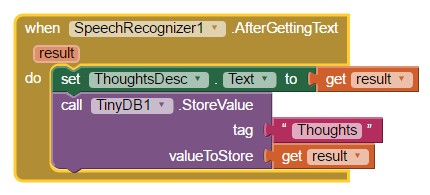 when SpeechRecognizer1 .AfterGettingText
result
do set ThoughtsDesc . Text to get result
call TinyDB1 .StoreValue
tag “ Thoughts ”
valueToStore get result